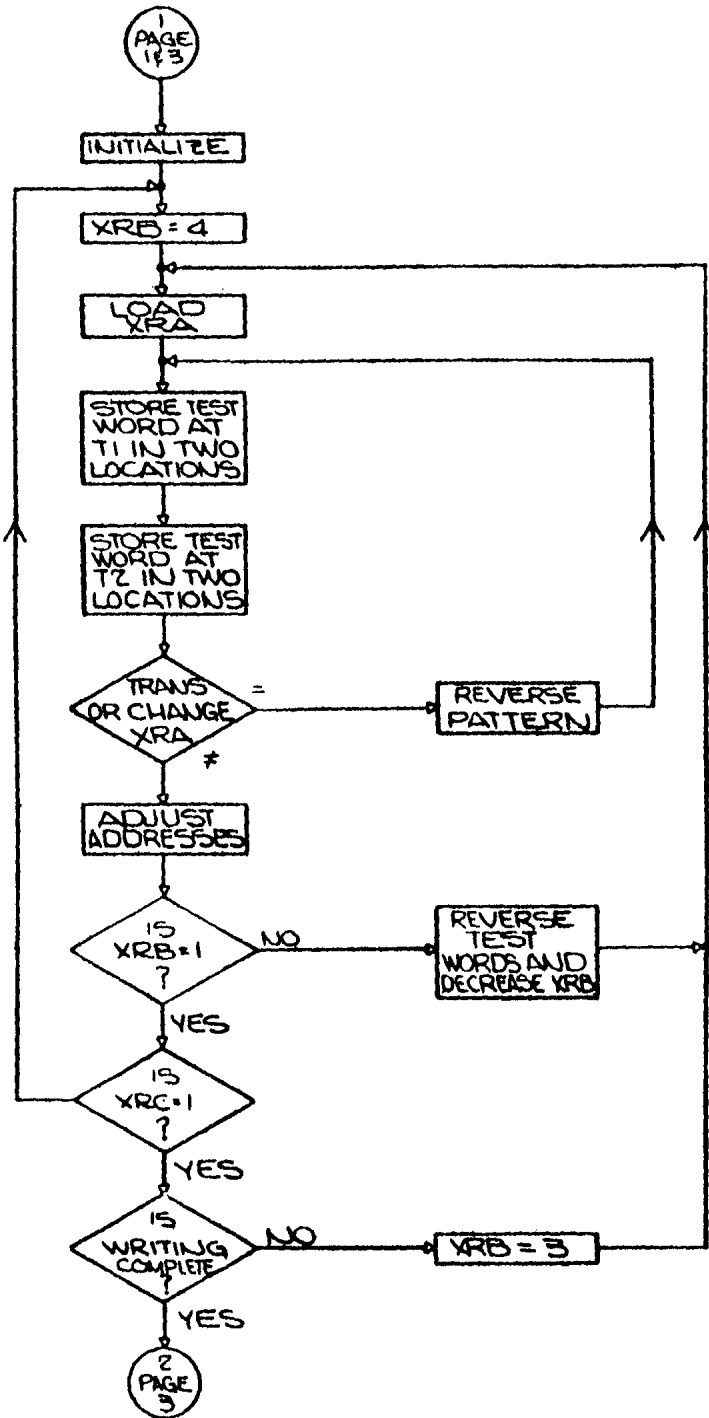 1
PAGE
1 & 3
INITIALIZE
XRB = 4
LOAD
XRA
STORE TEST
WORD AT
T1 IN TWO
LOCATIONS
STORE TEST
WORD AT
T2 IN TWO
LOCATIONS
TRANS
OR CHANGE
XRA
=
≠
REVERSE
PATTERN
ADJUST
ADDRESSES
IS
XRB=1
?
NO
REVERSE
TEST
WORDS AND
DECREASE XRB
YES
IS
XRC=1
?
YES
IS
WRITING
COMPLETE
?
NO
XRB = 3
YES
2
PAGE
3